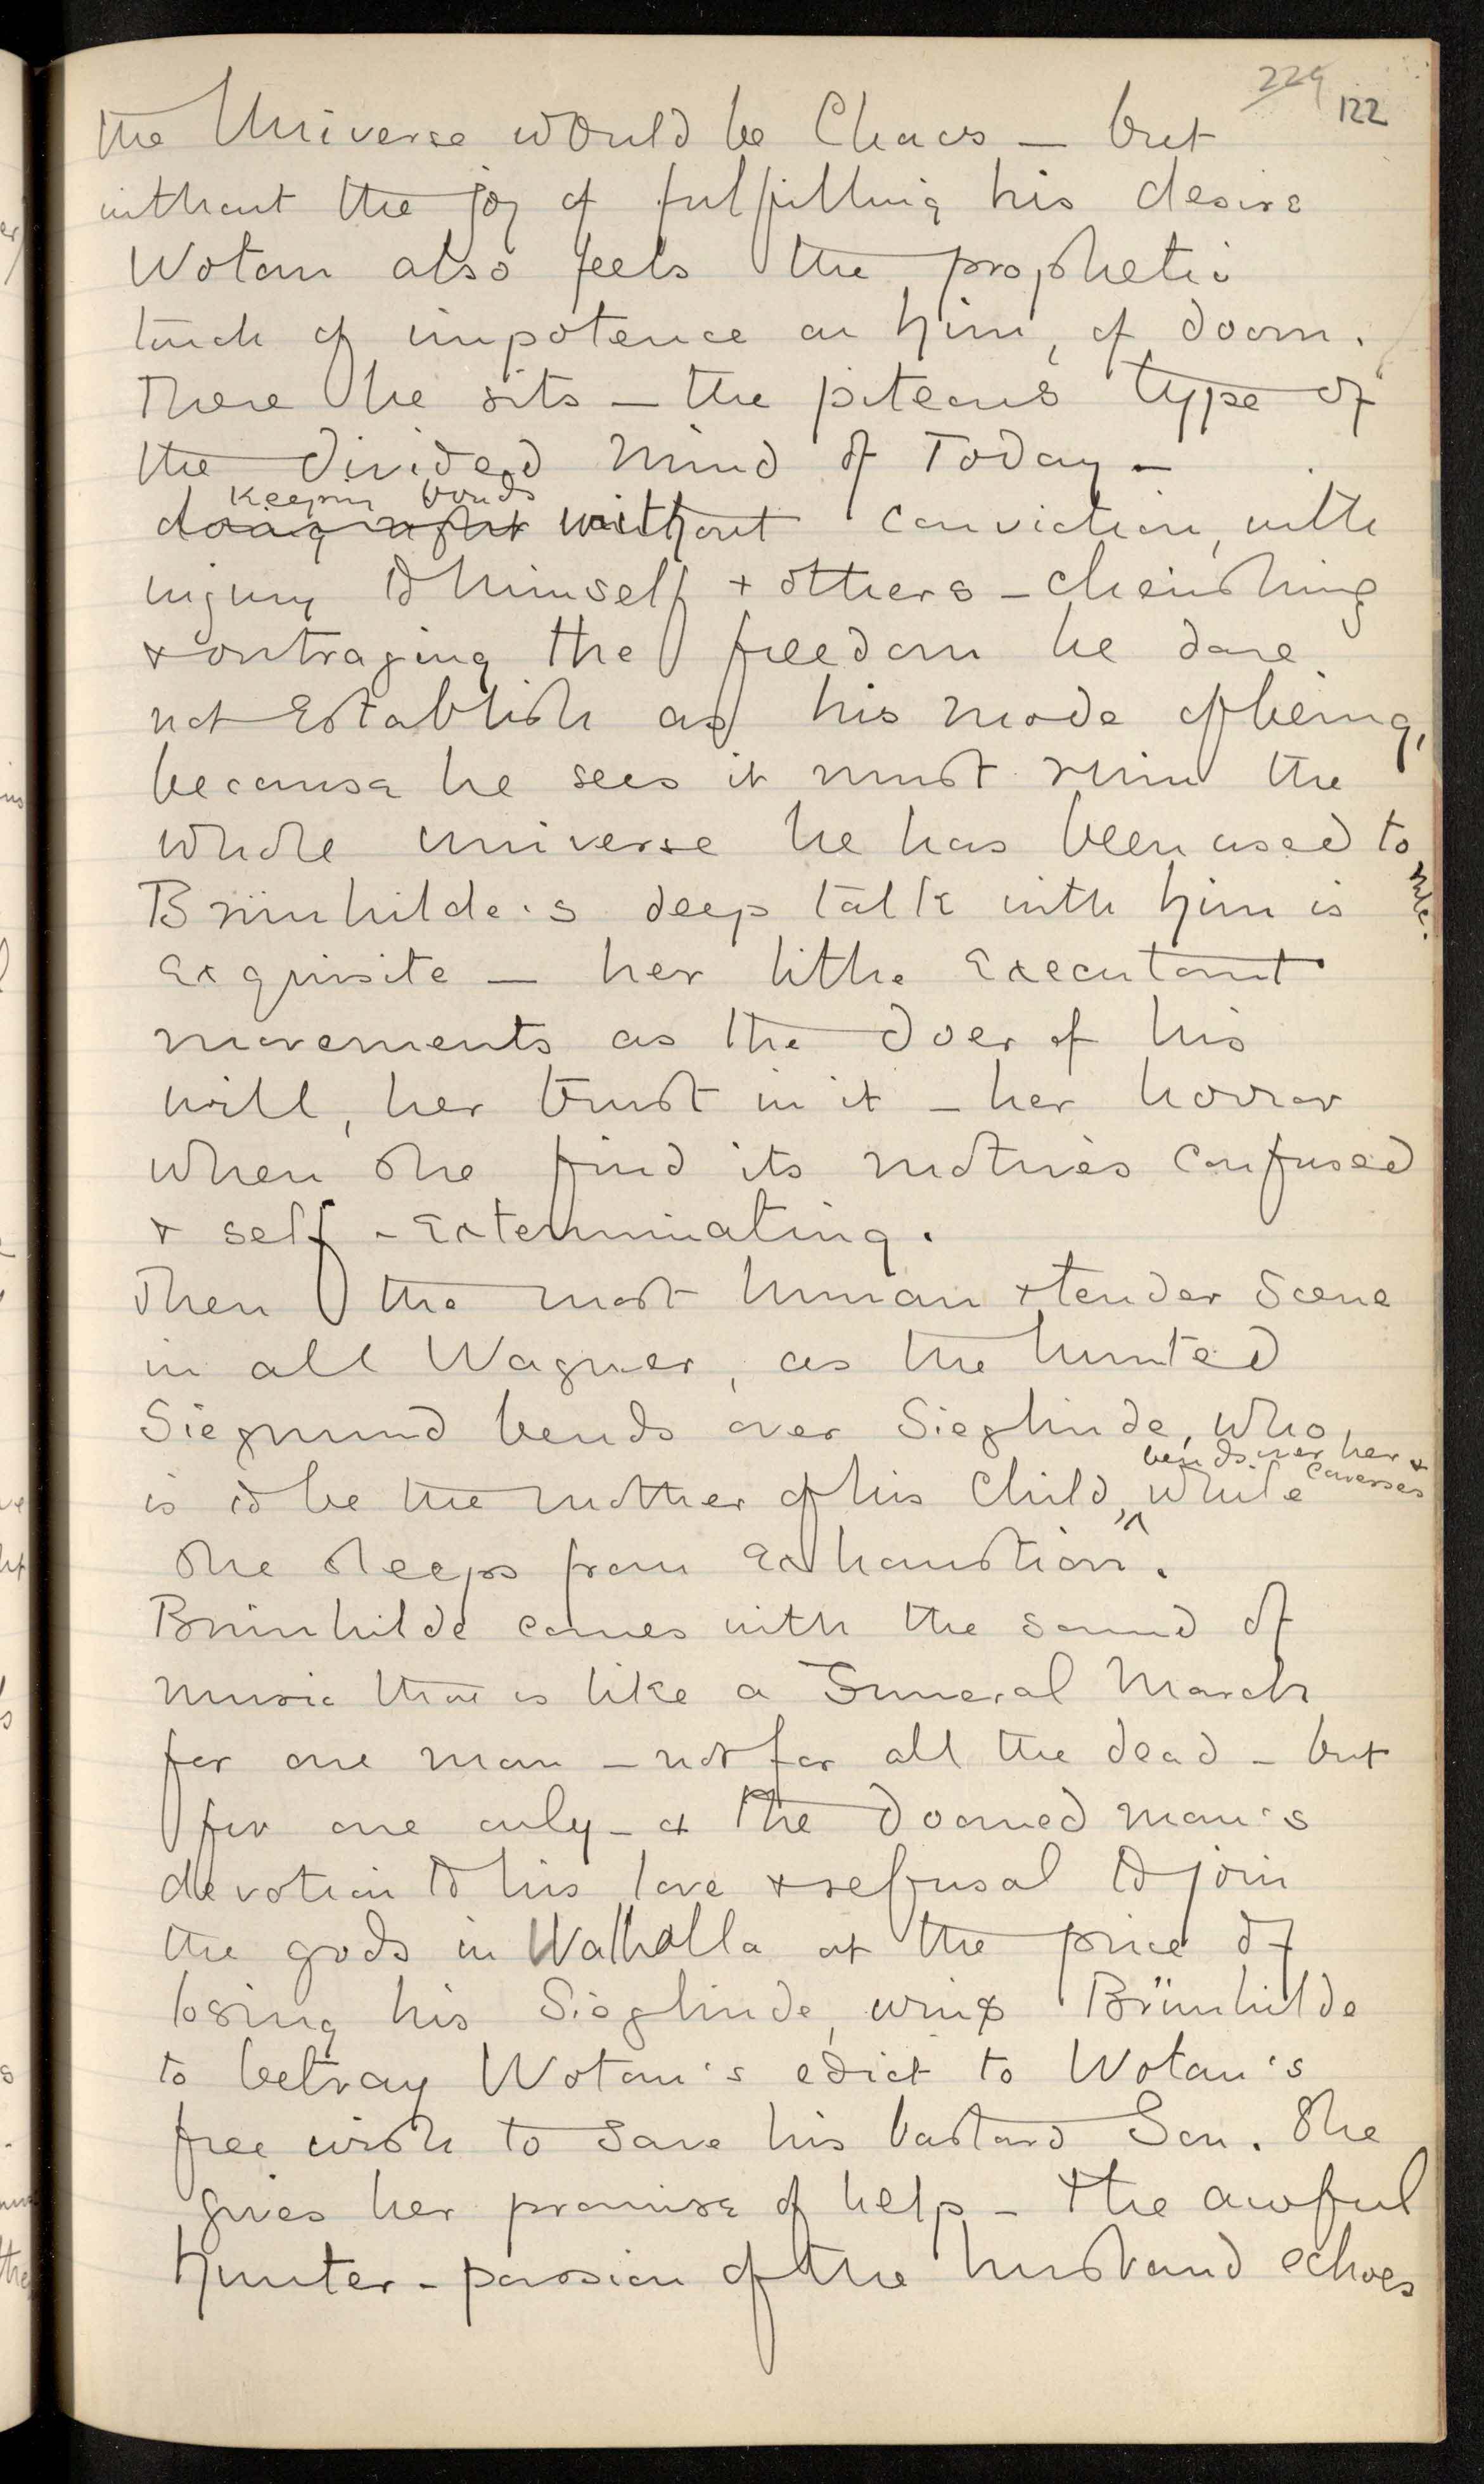 229 122
the Universe would be Chaos — but
without the joy of fulfilling his desire
Wotan also feels the prophetic
touch of impotence on him, of doom.
There he sits — the piteous type of
the divided mind of Today —
keeping bonds
doing right without conviction, with
injury to himself + others — cherishing
+ outraging the freedom he dare
not Establish as his mode of being,
because he sees it must ruin the
whole universe he has been used to
rule.
Brünhilde's deep talk with him is
Exquisite — her lithe Executant
movements as the doer of his
will, her trust in it — her horror
when she find its motives confused
+ self-Exterminating.
Then the most human + tender Scene
in all Wagner, as the hunted
Siegmund bends over Sieglinde, who
bends over her + caresses
is to be the mother of his Child, while
she sleeps from Exhaustion.
Brünhilde comes with the sound of
music that is like a Funeral March
for one man — not for all the dead — but
for one only — + the doomed man's
devotion to his love + refusal to join
the gods in Walhalla at the price of
losing his Sieglinde, wins Brünhilde
to betray Wotan's edict to Wotan's
free wish to save his bastard Son. She
gives her promise of help — + the awful
hunter-passion of the husband echoes